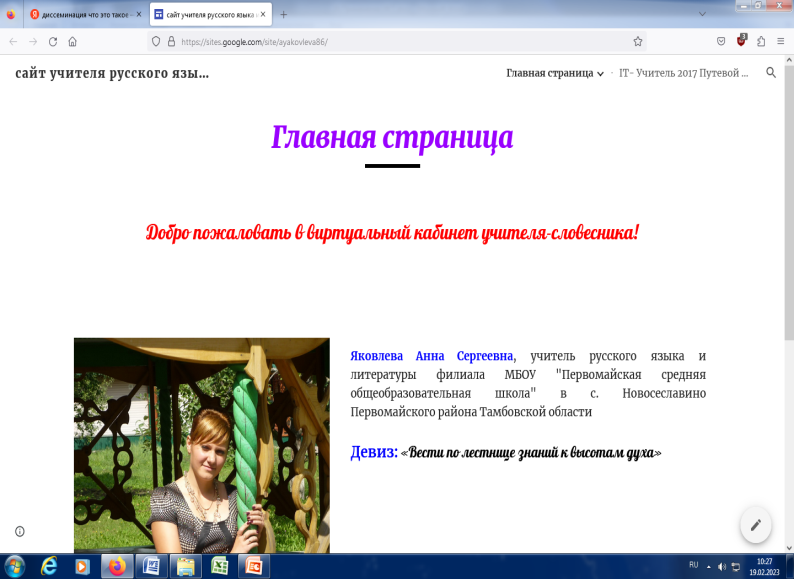 диссеминация что это такое
сайт учителя русского языка
https://sites.google.com/site/ayakovleva86/
3
сайт учителя русского язы...
Главная страница
IT- Учитель 2017 Путевой ...
Главная страница
Добро пожаловать в виртуальный кабинет учителя-словесника!
Яковлева Анна Сергеевна, учитель русского языка и
литературы филиала МБОУ "Первомайская средняя
общеобразовательная школа" в с. Новосеславино
Первомайского района Тамбовской области
Девиз: «Вести по лестнице знаний к высотам духа»
RU
10:27
19.02.2023